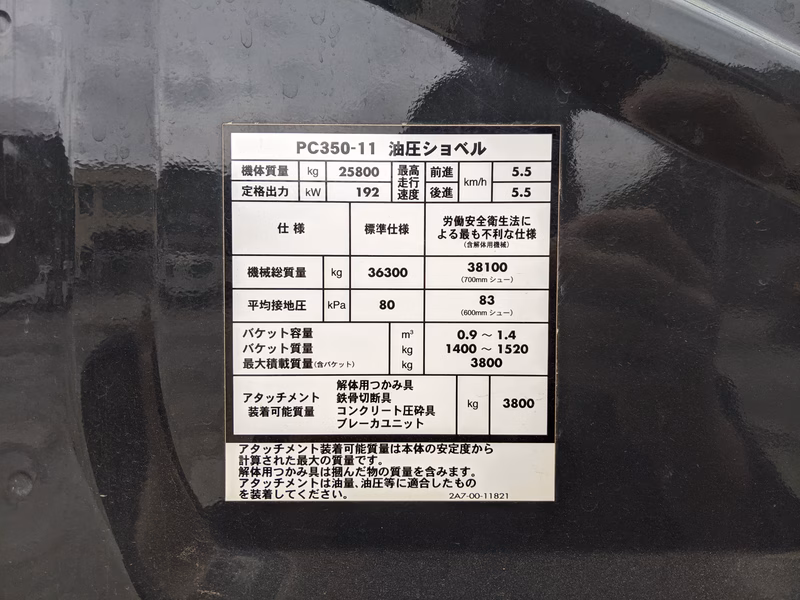 PC350-11 油圧ショベル
機体質量 kg 25800 最高走行速度 前進 km/h 5.5
定格出力 kW 192 後進 5.5
仕様 標準仕様 労働安全衛生法に
よる最も不利な仕様
(含解体用機械)
機械総質量 kg 36300 38100
(700mm シュー)
平均接地圧 kPa 80 83
(600mm シュー)
バケット容量 m³ 0.9 ～ 1.4
バケット質量 kg 1400 ～ 1520
最大積載質量(含バケット) kg 3800
アタッチメント
装着可能質量
解体用つかみ具
鉄骨切断具
コンクリート圧砕具
ブレーカユニット
kg 3800
アタッチメント装着可能質量は本体の安定度から
計算された最大の質量です。
解体用つかみ具は掴んだ物の質量を含みます。
アタッチメントは油量、油圧等に適合したもの
を装着してください。 2A7-00-11821